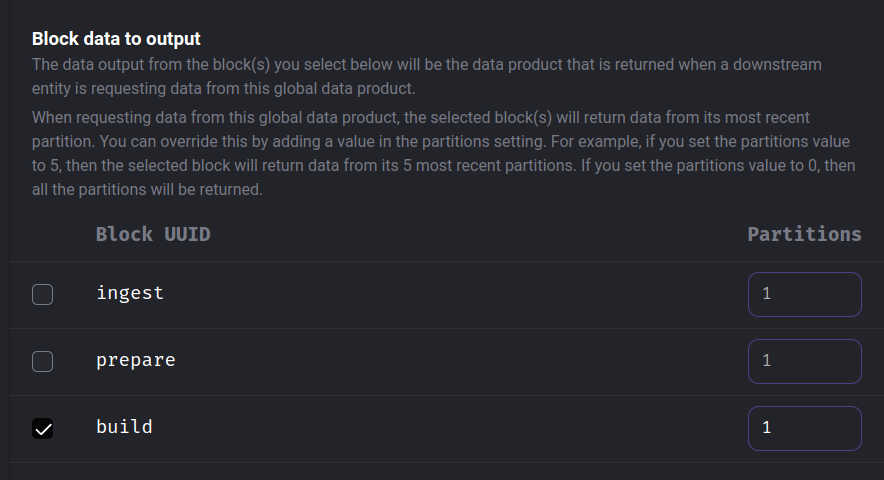 Block data to output
The data output from the block(s) you select below will be the data product that is returned when a downstream
entity is requesting data from this global data product.
When requesting data from this global data product, the selected block(s) will return data from its most recent
partition. You can override this by adding a value in the partitions setting. For example, if you set the partitions value
to 5, then the selected block will return data from its 5 most recent partitions. If you set the partitions value to 0, then
all the partitions will be returned.
Block UUID Partitions
ingest 1
prepare 1
build 1